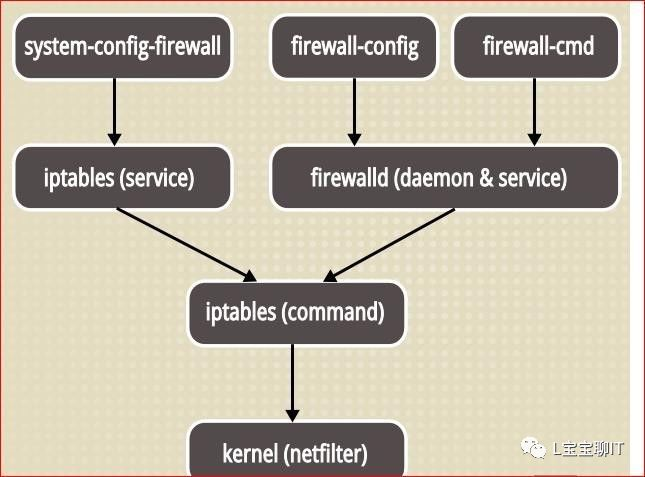 system-config-firewall
firewall-config
firewall-cmd
iptables (service)
firewalld (daemon & service)
iptables (command)
kernel (netfilter)
L宝宝聊IT